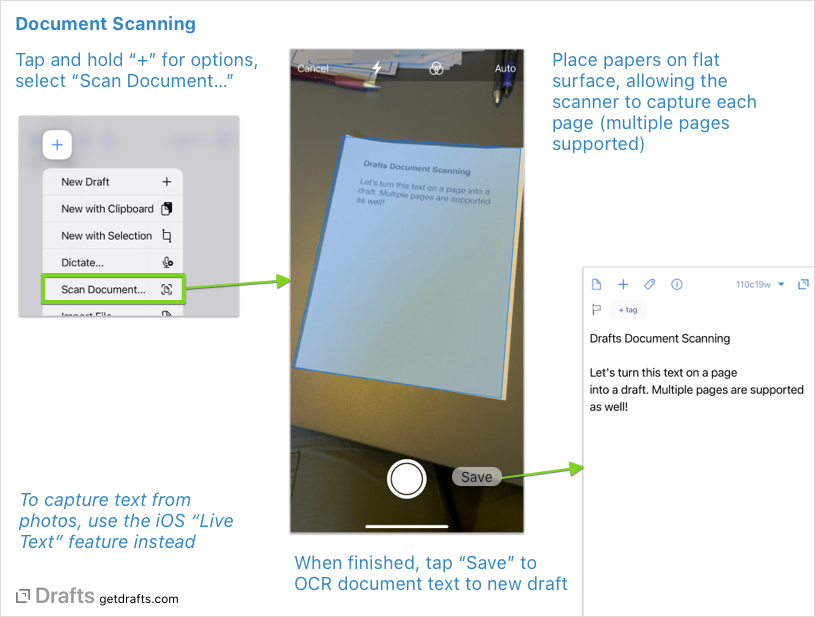 Document Scanning
Tap and hold “+” for options,
select “Scan Document...”
+
New Draft
New with Clipboard
New with Selection
Dictate...
Scan Document...
Import File
Cancel
Auto
Drafts Document Scanning
Let's turn this text on a page into a
draft. Multiple pages are supported
as well!
Save
Place papers on flat
surface, allowing the
scanner to capture each
page (multiple pages
supported)
110c19w
+ tag
Drafts Document Scanning
Let's turn this text on a page
into a draft. Multiple pages are supported
as well!
To capture text from
photos, use the iOS “Live
Text” feature instead
When finished, tap “Save” to
OCR document text to new draft
Drafts getdrafts.com